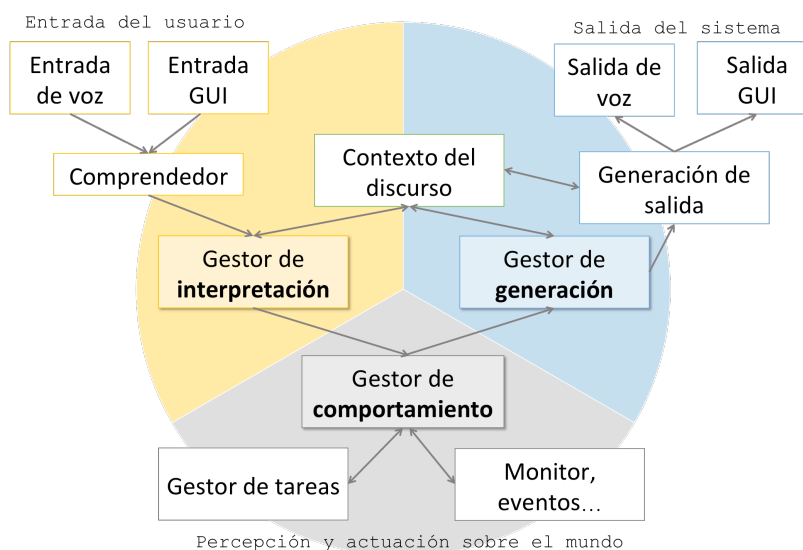 Entrada del usuario
Salida del sistema
Entrada
de voz
Entrada
GUI
Salida de
voz
Salida
GUI
Comprendedor
Contexto del
discurso
Generación de
salida
Gestor de
interpretación
Gestor de
generación
Gestor de
comportamiento
Gestor de tareas
Monitor,
eventos...
Percepción y actuación sobre el mundo